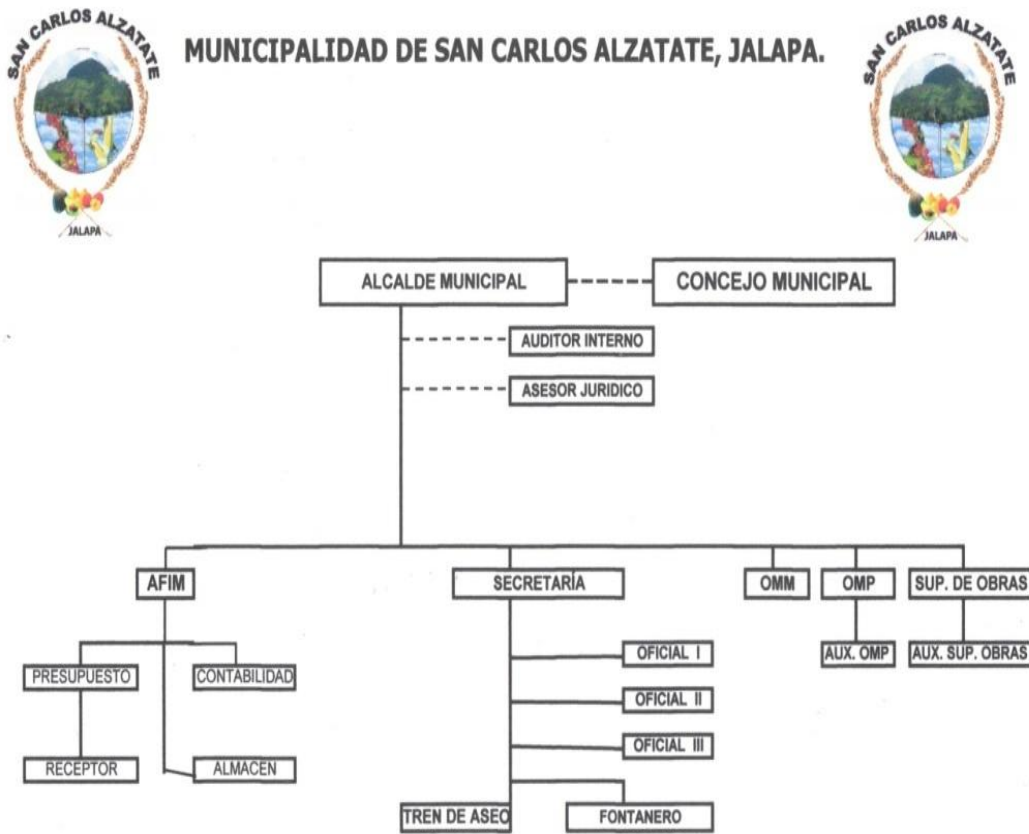 SAN CARLOS ALZATATE
JALAPA
MUNICIPALIDAD DE SAN CARLOS ALZATATE, JALAPA.
SAN CARLOS ALZATATE
JALAPA
ALCALDE MUNICIPAL
CONCEJO MUNICIPAL
AUDITOR INTERNO
ASESOR JURIDICO
AFIM
SECRETARÍA
OMM
OMP
SUP. DE OBRAS
PRESUPUESTO
CONTABILIDAD
OFICIAL I
AUX. OMP
AUX. SUP. OBRAS
OFICIAL II
OFICIAL III
RECEPTOR
ALMACEN
TREN DE ASEO
FONTANERO